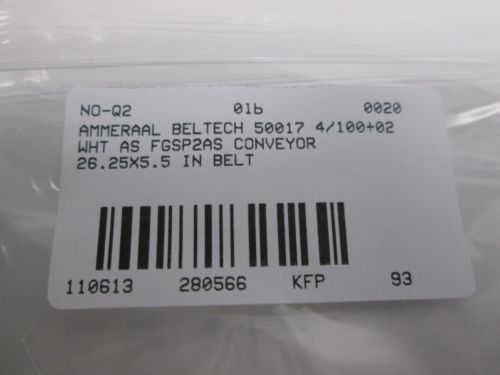 NO-Q2 01b 0020
AMMERAAL BELTECH 50017 4/100+02
WHT AS FGSP2AS CONVEYOR
26.25X5.5 IN BELT
110613 280566 KFP 93